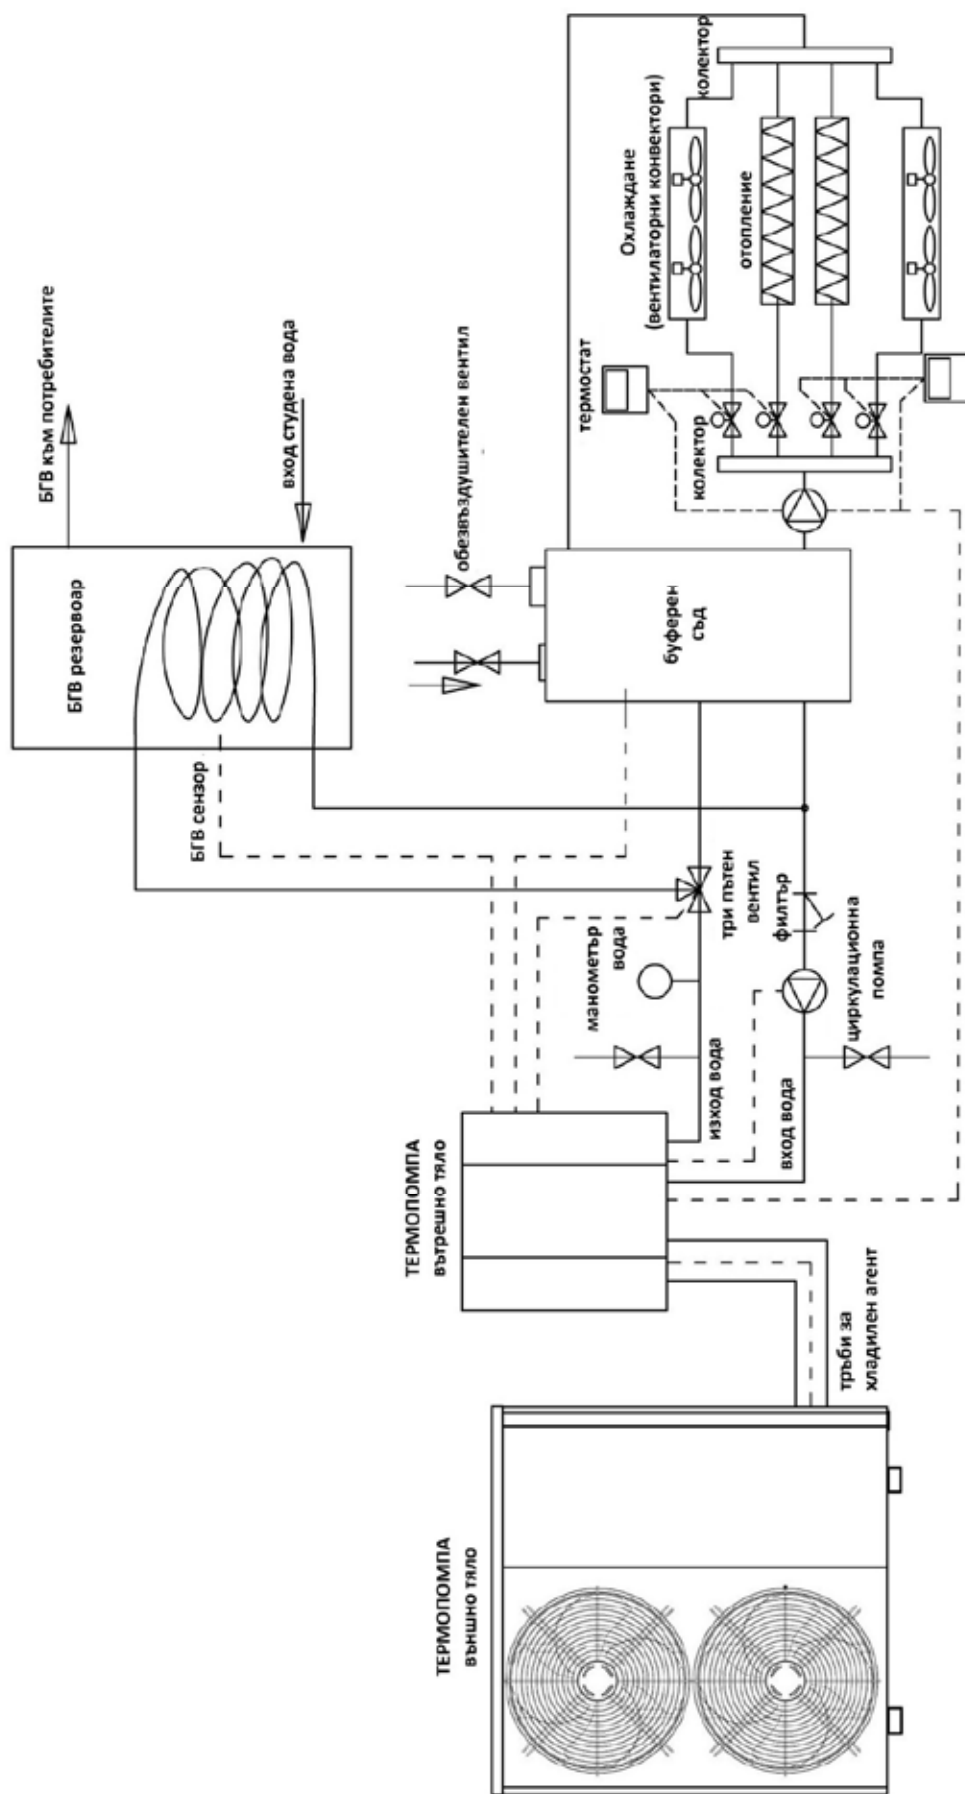 ТЕРМОПОМПА
външно тяло
тръби за
хладилен агент
ТЕРМОПОМПА
вътрешно тяло
изход вода
вход вода
манометър
вода
циркулационна
помпа
три пътен
вентил
филтър
БГВ сензор
БГВ резервоар
БГВ към потребителите
вход студена вода
обезвъздушителен вентил
буферен
съд
термостат
колектор
Охлаждане
(вентилаторни конвектори)
отопление
колектор